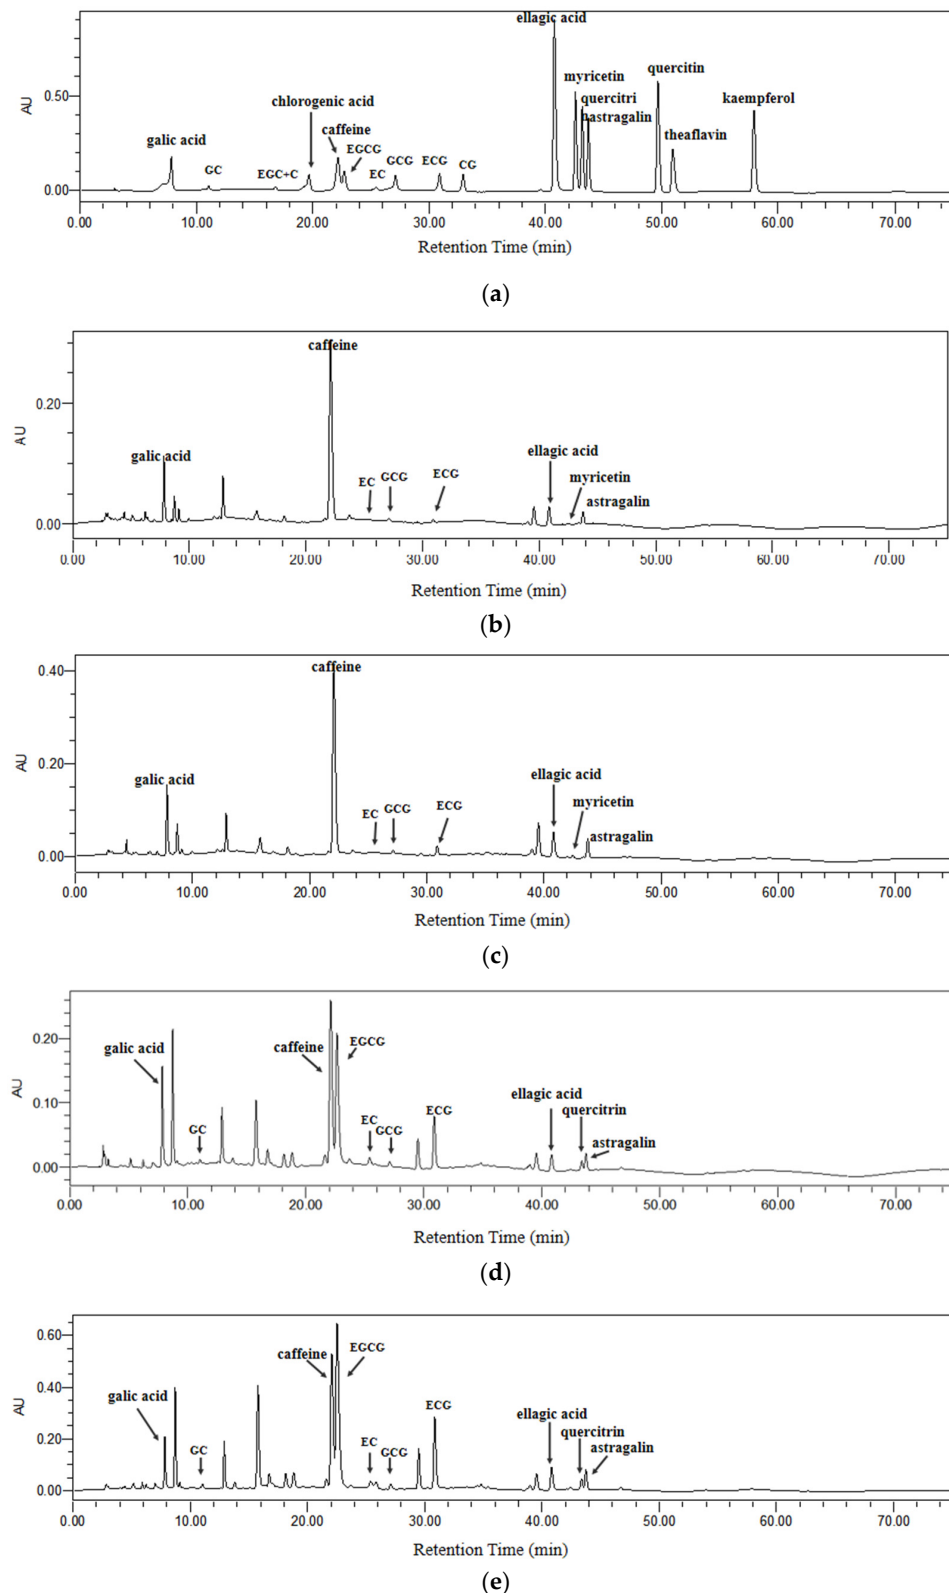 ellagic acid
myricetin
quercitrin
quercitri
astragalin
theaflavin
kaempferol
chlorogenic acid
caffeine
EGCG
galic acid
GC
EGC+C
EC
GCG
ECG
CG
AU
0.50
0.00
0.00 10.00 20.00 30.00 40.00 50.00 60.00 70.00
Retention Time (min)
(a)
caffeine
galic acid
EC
GCG
ECG
ellagic acid
myricetin
astragalin
AU
0.20
0.00
0.00 10.00 20.00 30.00 40.00 50.00 60.00 70.00
Retention Time (min)
(b)
caffeine
galic acid
EC
GCG
ECG
ellagic acid
myricetin
astragalin
AU
0.40
0.20
0.00
0.00 10.00 20.00 30.00 40.00 50.00 60.00 70.00
Retention Time (min)
(c)
galic acid
GC
caffeine
EGCG
EC
GCG
ECG
ellagic acid
quercitrin
astragalin
AU
0.20
0.10
0.00
0.00 10.00 20.00 30.00 40.00 50.00 60.00 70.00
Retention Time (min)
(d)
galic acid
GC
caffeine
EGCG
EC
GCG
ECG
ellagic acid
quercitrin
astragalin
AU
0.60
0.40
0.20
0.00
0.00 10.00 20.00 30.00 40.00 50.00 60.00 70.00
Retention Time (min)
(e)